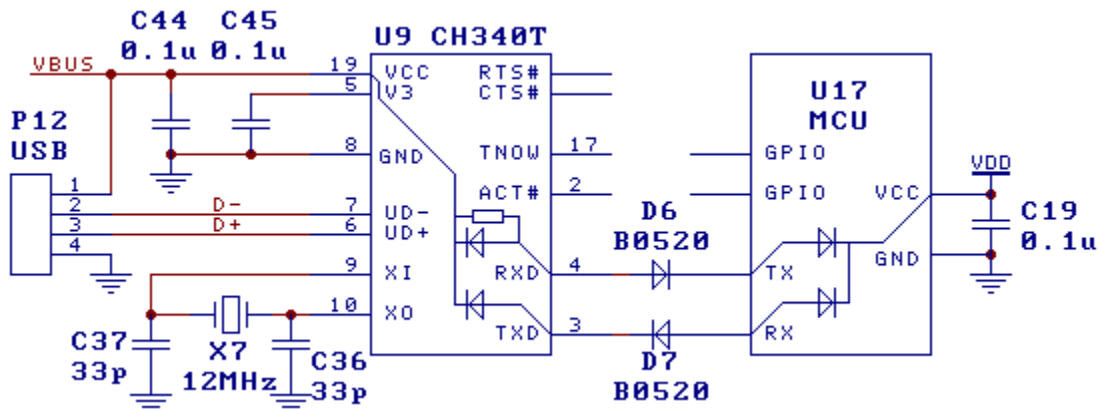 C44 C45
0.1u 0.1u
U9 CH340T
VBUS
19 VCC RTS#
5 V3 CTS#
U17
MCU
P12
USB
8 GND TNOW 17
GPIO
VDD
1
ACT# 2
GPIO
VCC
2 D- 7 UD-
3 D+ 6 UD+
4
D6
B0520
C19
0.1u
GND
9 XI RXD 4
TX
10 XO TXD 3
RX
C37
33p
X7
12MHz
C36
33p
D7
B0520